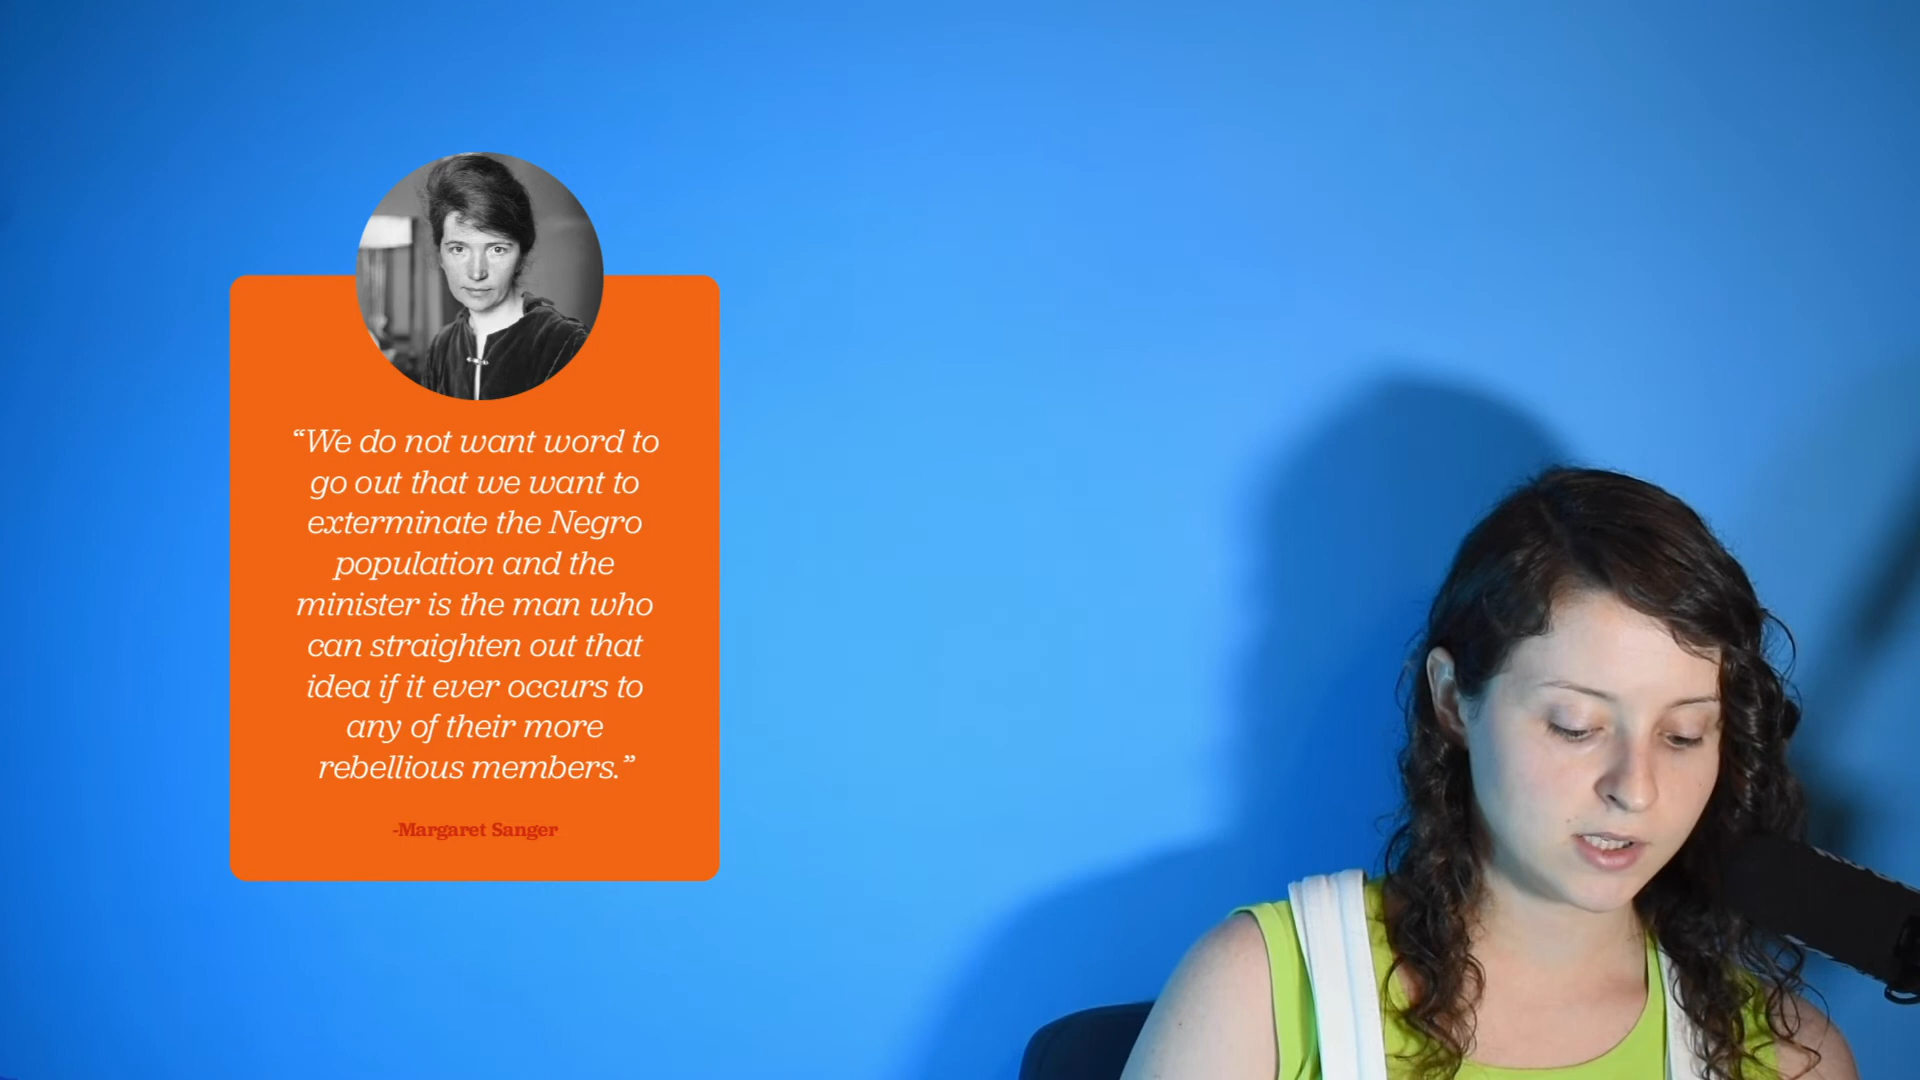 “We do not want word to
go out that we want to
exterminate the Negro
population and the
minister is the man who
can straighten out that
idea if it ever occurs to
any of their more
rebellious members.”
-Margaret Sanger